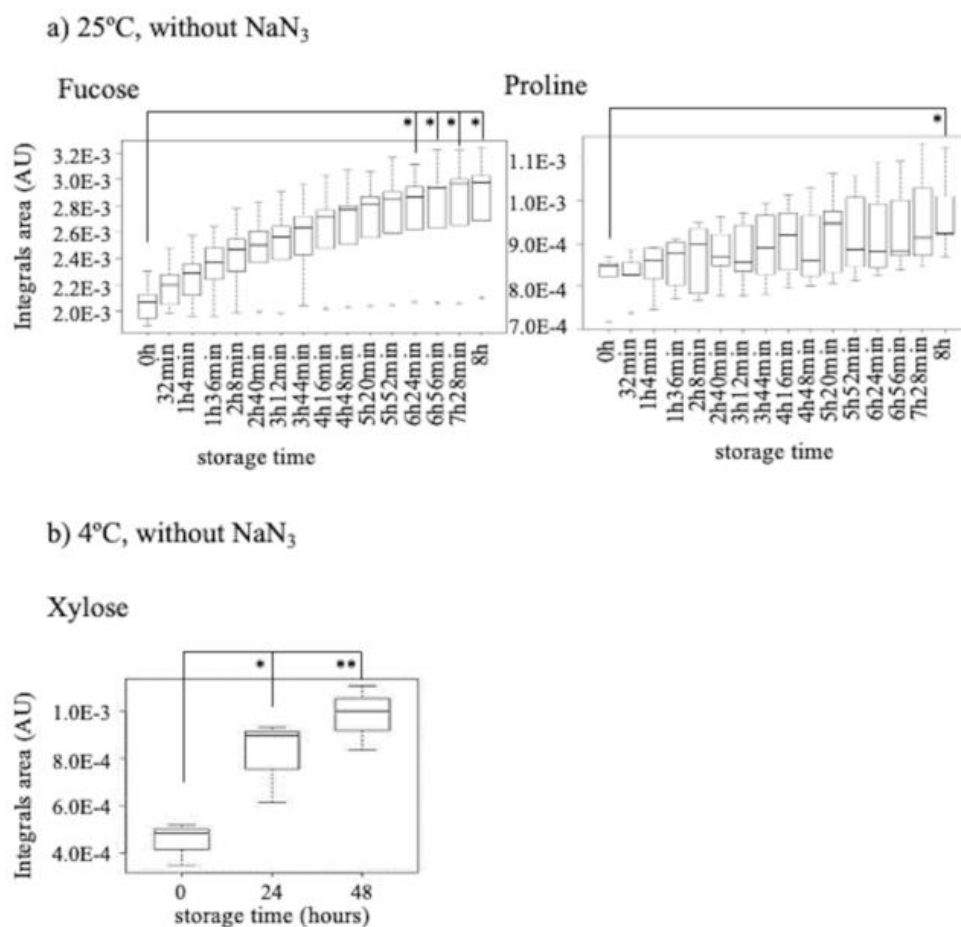 a) 25ºC, without NaN₃
Fucose
Proline
* * * *
*
Integrals area (AU)
3.2E-3
3.0E-3
2.8E-3
2.6E-3
2.4E-3
2.2E-3
2.0E-3
1.1E-3
1.0E-3
9.0E-4
8.0E-4
7.0E-4
0h
32min
1h4min
1h36min
2h8min
2h40min
3h12min
3h44min
4h16min
4h48min
5h20min
5h52min
6h24min
6h56min
7h28min
8h
0h
32min
1h4min
1h36min
2h8min
2h40min
3h12min
3h44min
4h16min
4h48min
5h20min
5h52min
6h24min
6h56min
7h28min
8h
storage time
storage time
b) 4ºC, without NaN₃
Xylose
* **
Integrals area (AU)
1.0E-3
8.0E-4
6.0E-4
4.0E-4
0 24 48
storage time (hours)